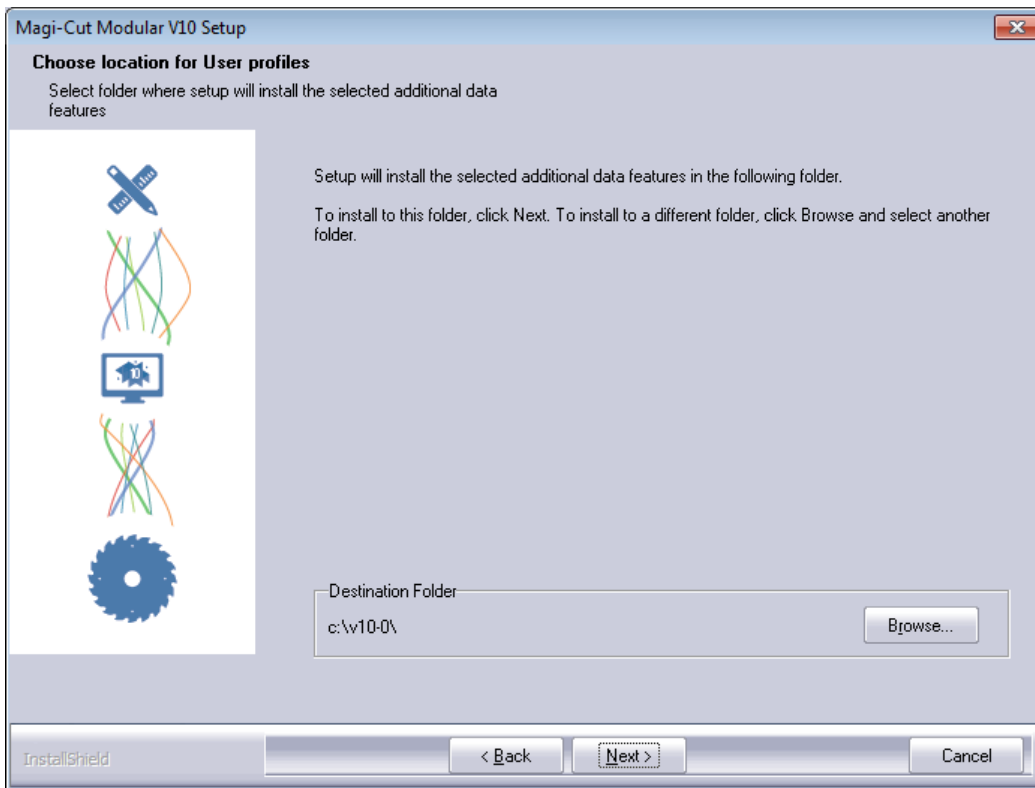 Magi-Cut Modular V10 Setup
Choose location for User profiles
Select folder where setup will install the selected additional data
features
Setup will install the selected additional data features in the following folder.
To install to this folder, click Next. To install to a different folder, click Browse and select another
folder.
10
Destination Folder
c:\v10-0\
Browse...
InstallShield
< Back
Next >
Cancel